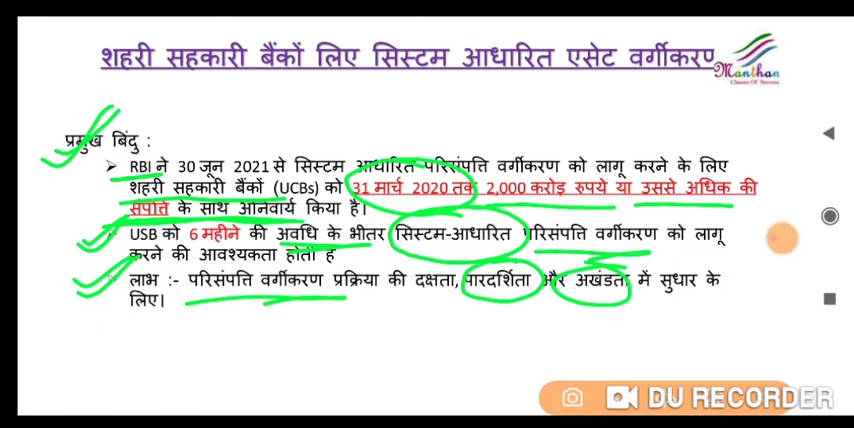 शहरी सहकारी बैंकों लिए सिस्टम आधारित एसेट वर्गीकरण
Manthan
Classes Of Success
प्रमुख बिंदु :
➢ RBI ने 30 जून 2021 से सिस्टम आधारित परिसंपत्ति वर्गीकरण को लागू करने के लिए
शहरी सहकारी बैंकों (UCBs) को 31 मार्च 2020 तक 2,000 करोड़ रुपये या उससे अधिक की
संपत्ति के साथ अनिवार्य किया है।
USB को 6 महीने की अवधि के भीतर सिस्टम-आधारित परिसंपत्ति वर्गीकरण को लागू
करने की आवश्यकता होती है
लाभ :- परिसंपत्ति वर्गीकरण प्रक्रिया की दक्षता, पारदर्शिता और अखंडता में सुधार के
लिए।
DU RECORDER